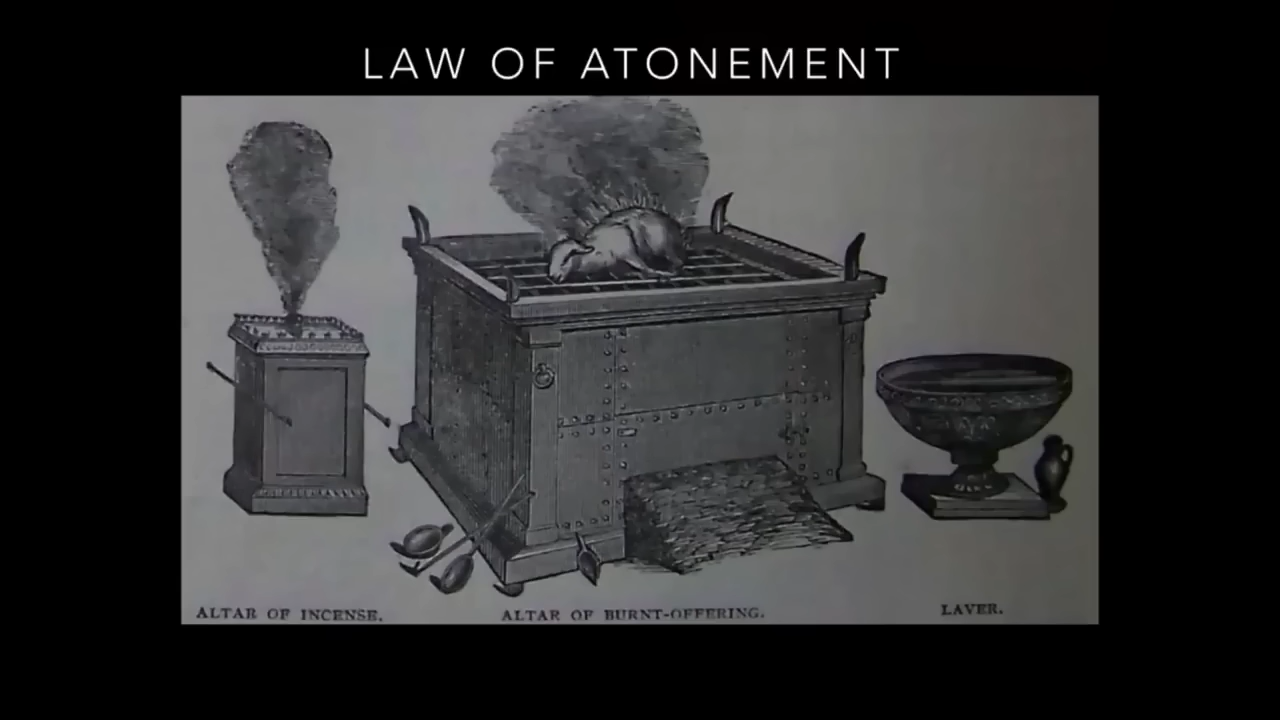 LAW OF ATONEMENT
ALTAR OF INCENSE.
ALTAR OF BURNT-OFFERING.
LAVER.